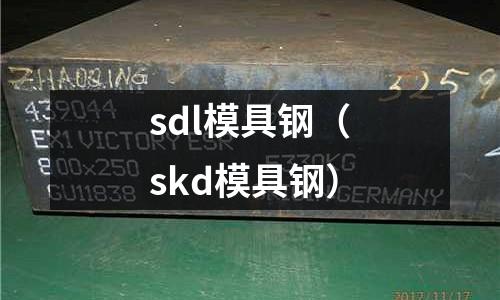 ZHAOQING
3259
439044
EX1 VICTORY ESR
800x250
5330KG
GU11838
GERMANY
sdl模具钢（
skd模具钢）
2017/11/17